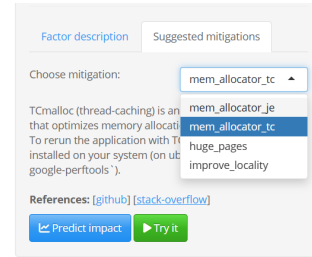 Factor description
Suggested mitigations
Choose mitigation:
mem_allocator_tc
mem_allocator_je
mem_allocator_tc
huge_pages
improve_locality
TCmalloc (thread-caching) is an
that optimizes memory allocati
To rerun the application with TC
installed on your system (on ub
google-perftools`).
References: [github] [stack-overflow]
Predict impact
Try it